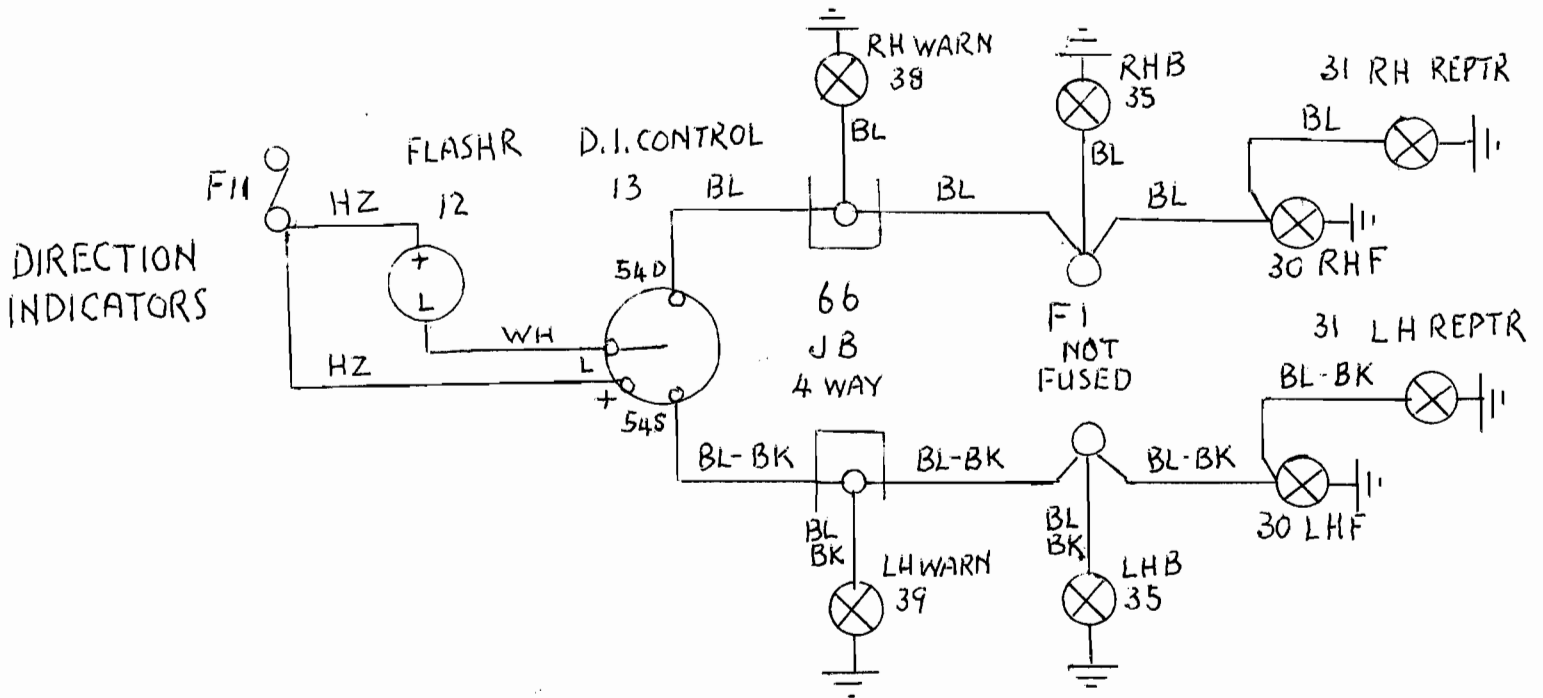 DIRECTION
INDICATORS
F11
HZ
FLASHR
12
+
L
WH
HZ
D.I. CONTROL
13
54D
L
+
54S
BL
RH WARN
38
BL
BL
RHB
35
BL
BL
31 RH REPTR
BL
30 RHF
66
JB
4 WAY
F1
NOT
FUSED
31 LH REPTR
BL-BK
BL-BK
BL-BK
BL-BK
30 LHF
BL
BK
LH WARN
39
BL
BK
LHB
35